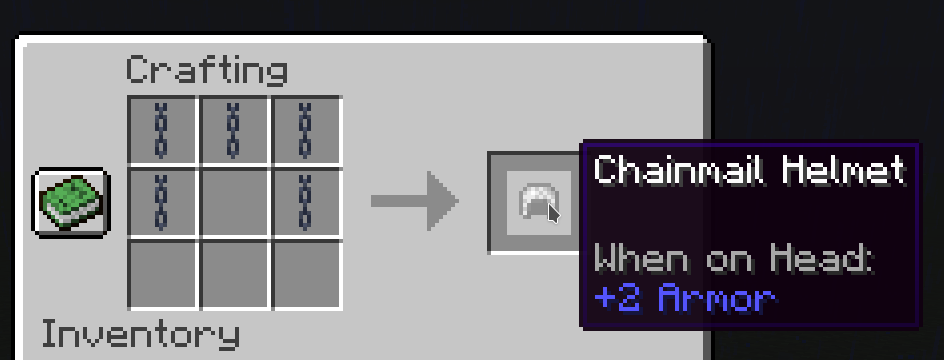 Crafting
Chainmail Helmet
When on Head:
+2 Armor
Inventory